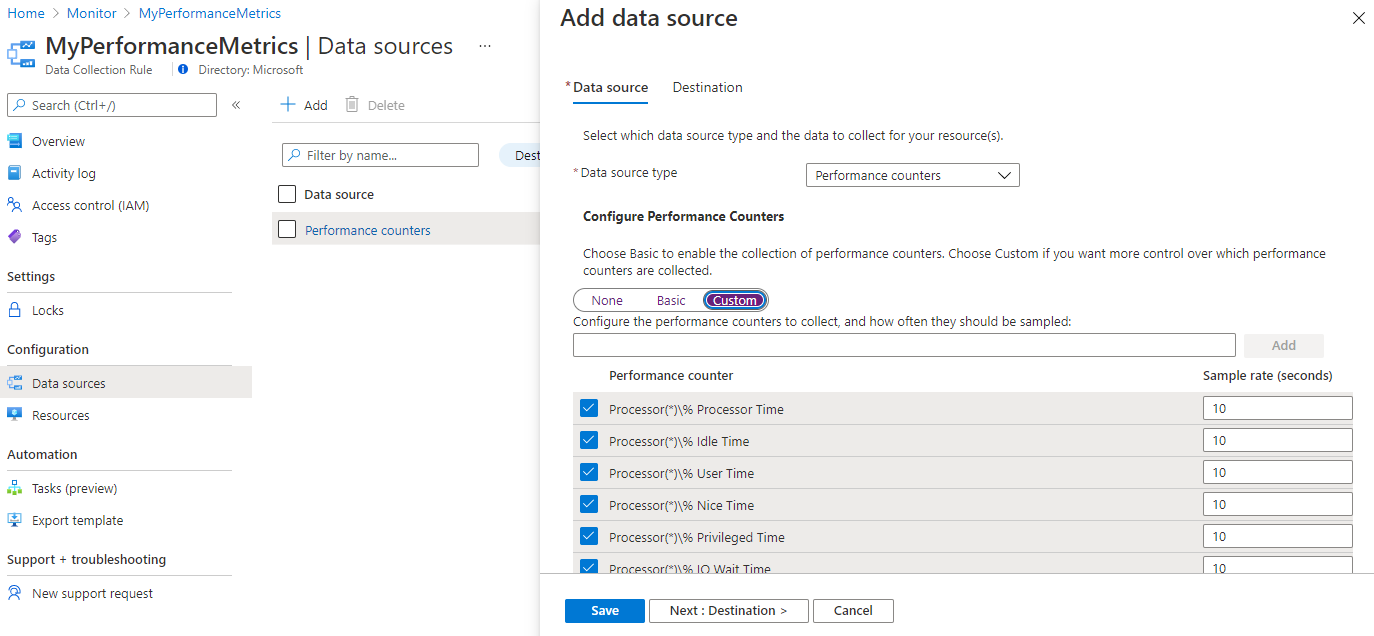 Home > Monitor > MyPerformanceMetrics
MyPerformanceMetrics | Data sources ...
Data Collection Rule
Directory: Microsoft
Search (Ctrl+/)
«
Overview
Activity log
Access control (IAM)
Tags
Settings
Locks
Configuration
Data sources
Resources
Automation
Tasks (preview)
Export template
Support + troubleshooting
New support request
Add
Delete
Filter by name...
Dest
Data source
Performance counters
Add data source
* Data source
Destination
Select which data source type and the data to collect for your resource(s).
* Data source type
Performance counters
Configure Performance Counters
Choose Basic to enable the collection of performance counters. Choose Custom if you want more control over which performance
counters are collected.
None Basic Custom
Configure the performance counters to collect, and how often they should be sampled:
Add
Performance counter Sample rate (seconds)
Processor(*)\% Processor Time 10
Processor(*)\% Idle Time 10
Processor(*)\% User Time 10
Processor(*)\% Nice Time 10
Processor(*)\% Privileged Time 10
Processor(*)\% IO Wait Time 10
Save
Next : Destination >
Cancel